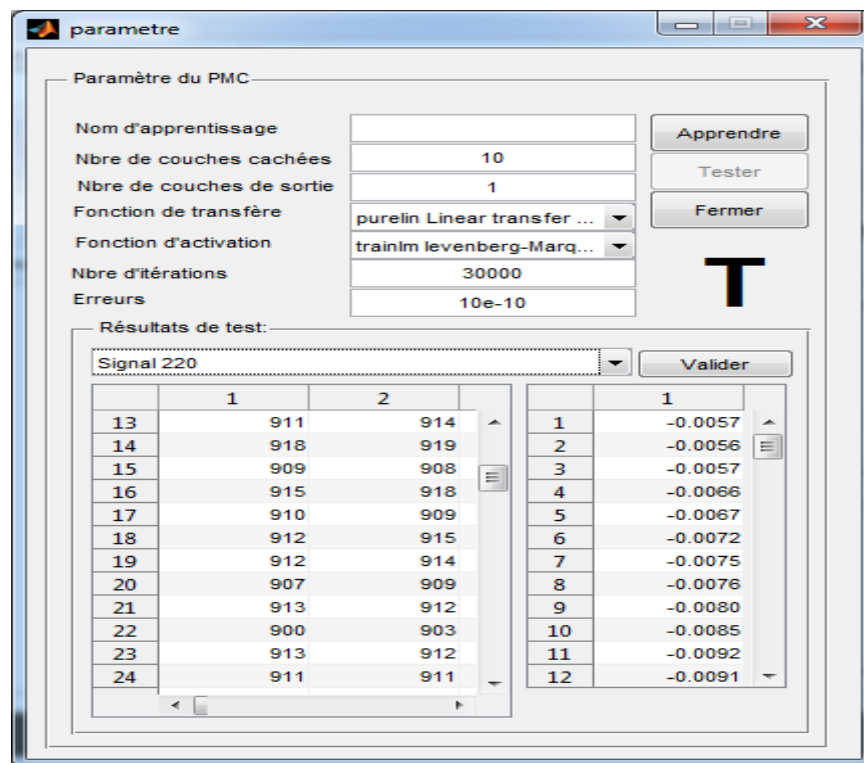 parametre
Paramètre du PMC
Nom d'apprentissage
Apprendre
Nbre de couches cachées 10
Tester
Nbre de couches de sortie 1
Fonction de transfère purelin Linear transfer ...
Fermer
Fonction d'activation trainlm levenberg-Marq...
Nbre d'itérations 30000
T
Erreurs 10e-10
Résultats de test:
Signal 220 Valider
1 2 1
13 911 914 1 -0.0057
14 918 919 2 -0.0056
15 909 908 3 -0.0057
16 915 918 4 -0.0066
17 910 909 5 -0.0067
18 912 915 6 -0.0072
19 912 914 7 -0.0075
20 907 909 8 -0.0076
21 913 912 9 -0.0080
22 900 903 10 -0.0085
23 913 912 11 -0.0092
24 911 911 12 -0.0091